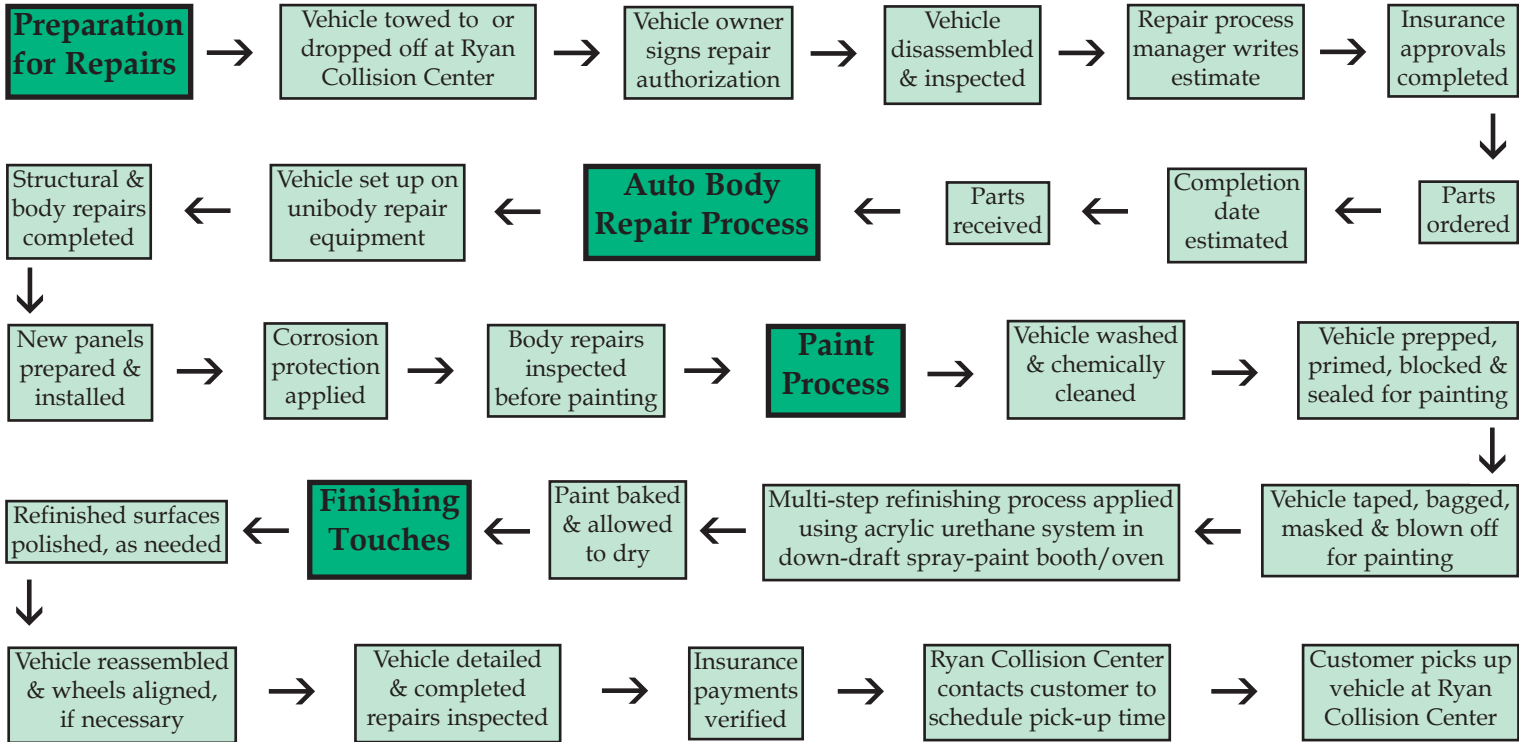 Preparation
for Repairs
Vehicle towed to or
dropped off at Ryan
Collision Center
Vehicle owner
signs repair
authorization
Vehicle
disassembled
& inspected
Repair process
manager writes
estimate
Insurance
approvals
completed
Parts
ordered
Completion
date
estimated
Parts
received
Auto Body
Repair Process
Vehicle set up on
unibody repair
equipment
Structural &
body repairs
completed
New panels
prepared &
installed
Corrosion
protection
applied
Body repairs
inspected
before painting
Paint
Process
Vehicle washed
& chemically
cleaned
Vehicle prepped,
primed, blocked &
sealed for painting
Vehicle taped, bagged,
masked & blown off
for painting
Multi-step refinishing process applied
using acrylic urethane system in
down-draft spray-paint booth/oven
Paint baked
& allowed
to dry
Finishing
Touches
Refinished surfaces
polished, as needed
Vehicle reassembled
& wheels aligned,
if necessary
Vehicle detailed
& completed
repairs inspected
Insurance
payments
verified
Ryan Collision Center
contacts customer to
schedule pick-up time
Customer picks up
vehicle at Ryan
Collision Center